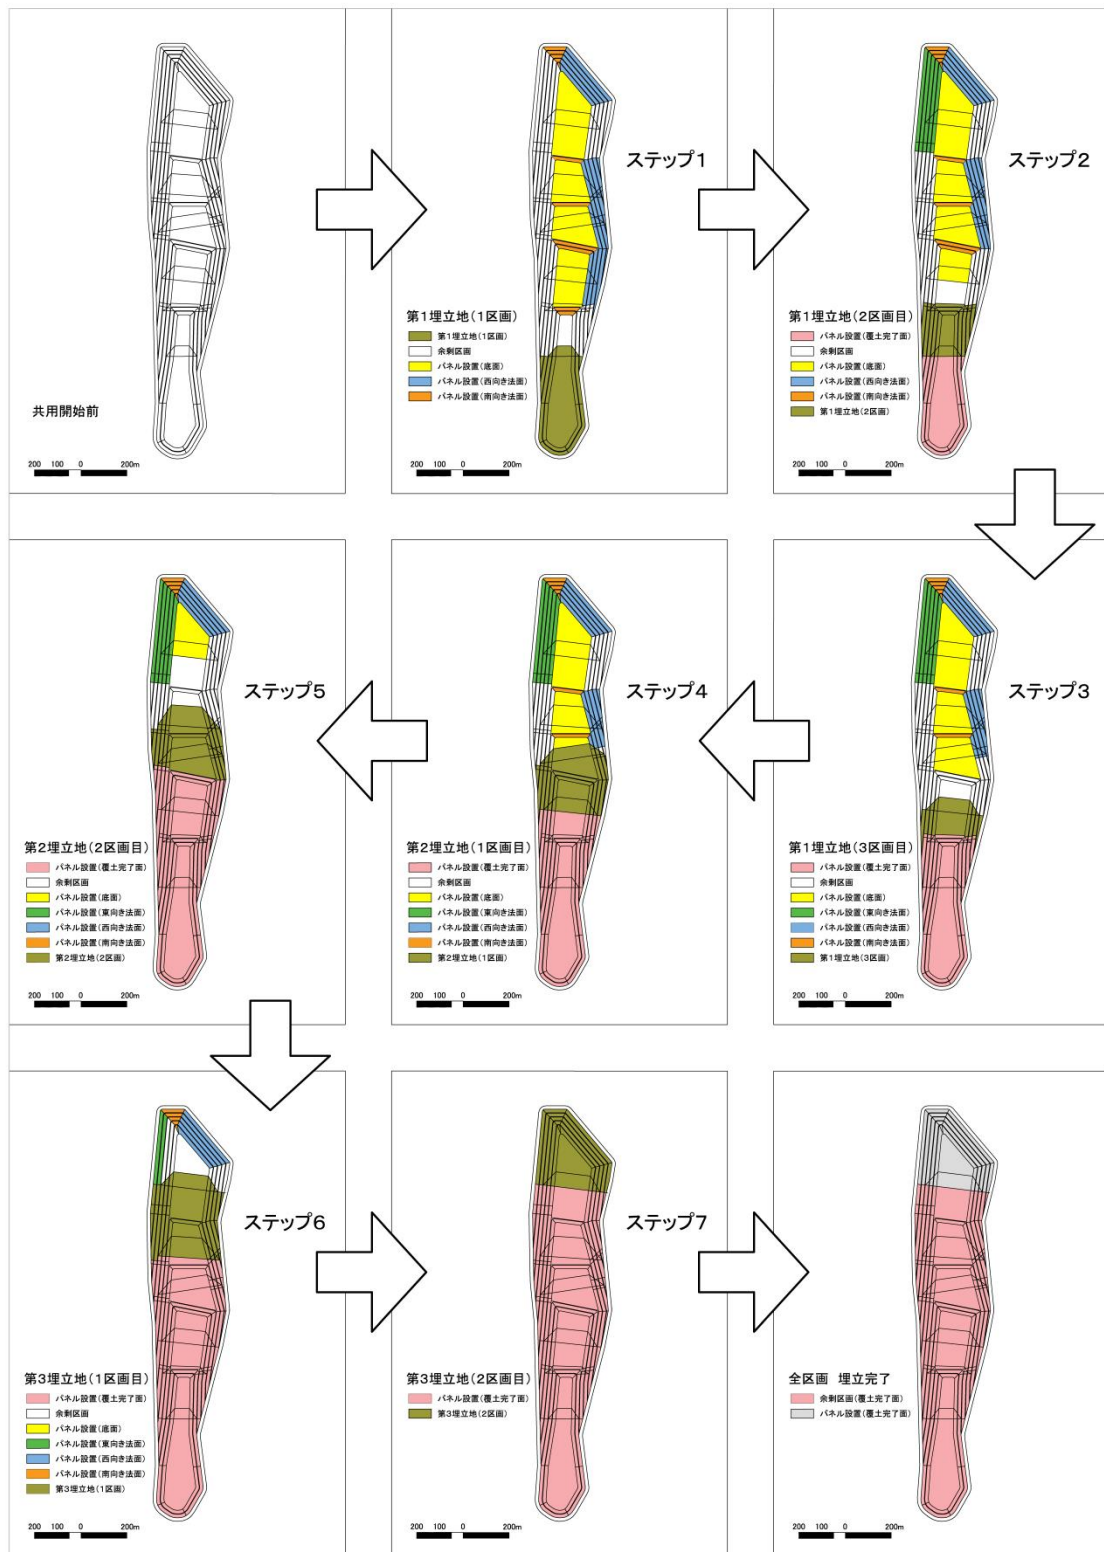 共用開始前
200 100 0 200m
ステップ1
第1埋立地(1区画)
第1埋立地(1区画)
余剰区画
パネル設置(底面)
パネル設置(西向き法面)
パネル設置(南向き法面)
200 100 0 200m
ステップ2
第1埋立地(2区画目)
パネル設置(覆土完了面)
余剰区画
パネル設置(底面)
パネル設置(西向き法面)
パネル設置(南向き法面)
第1埋立地(2区画)
200 100 0 200m
ステップ3
第1埋立地(3区画目)
パネル設置(覆土完了面)
余剰区画
パネル設置(底面)
パネル設置(東向き法面)
パネル設置(西向き法面)
パネル設置(南向き法面)
第1埋立地(3区画)
200 100 0 200m
ステップ4
第2埋立地(1区画目)
パネル設置(覆土完了面)
余剰区画
パネル設置(底面)
パネル設置(東向き法面)
パネル設置(西向き法面)
パネル設置(南向き法面)
第2埋立地(1区画)
200 100 0 200m
ステップ5
第2埋立地(2区画目)
パネル設置(覆土完了面)
余剰区画
パネル設置(底面)
パネル設置(東向き法面)
パネル設置(西向き法面)
パネル設置(南向き法面)
第2埋立地(2区画)
200 100 0 200m
ステップ6
第3埋立地(1区画目)
パネル設置(覆土完了面)
余剰区画
パネル設置(底面)
パネル設置(東向き法面)
パネル設置(西向き法面)
パネル設置(南向き法面)
第3埋立地(1区画)
200 100 0 200m
ステップ7
第3埋立地(2区画目)
パネル設置(覆土完了面)
第3埋立地(2区画)
200 100 0 200m
全区画 埋立完了
余剰区画(覆土完了面)
パネル設置(覆土完了面)
200 100 0 200m